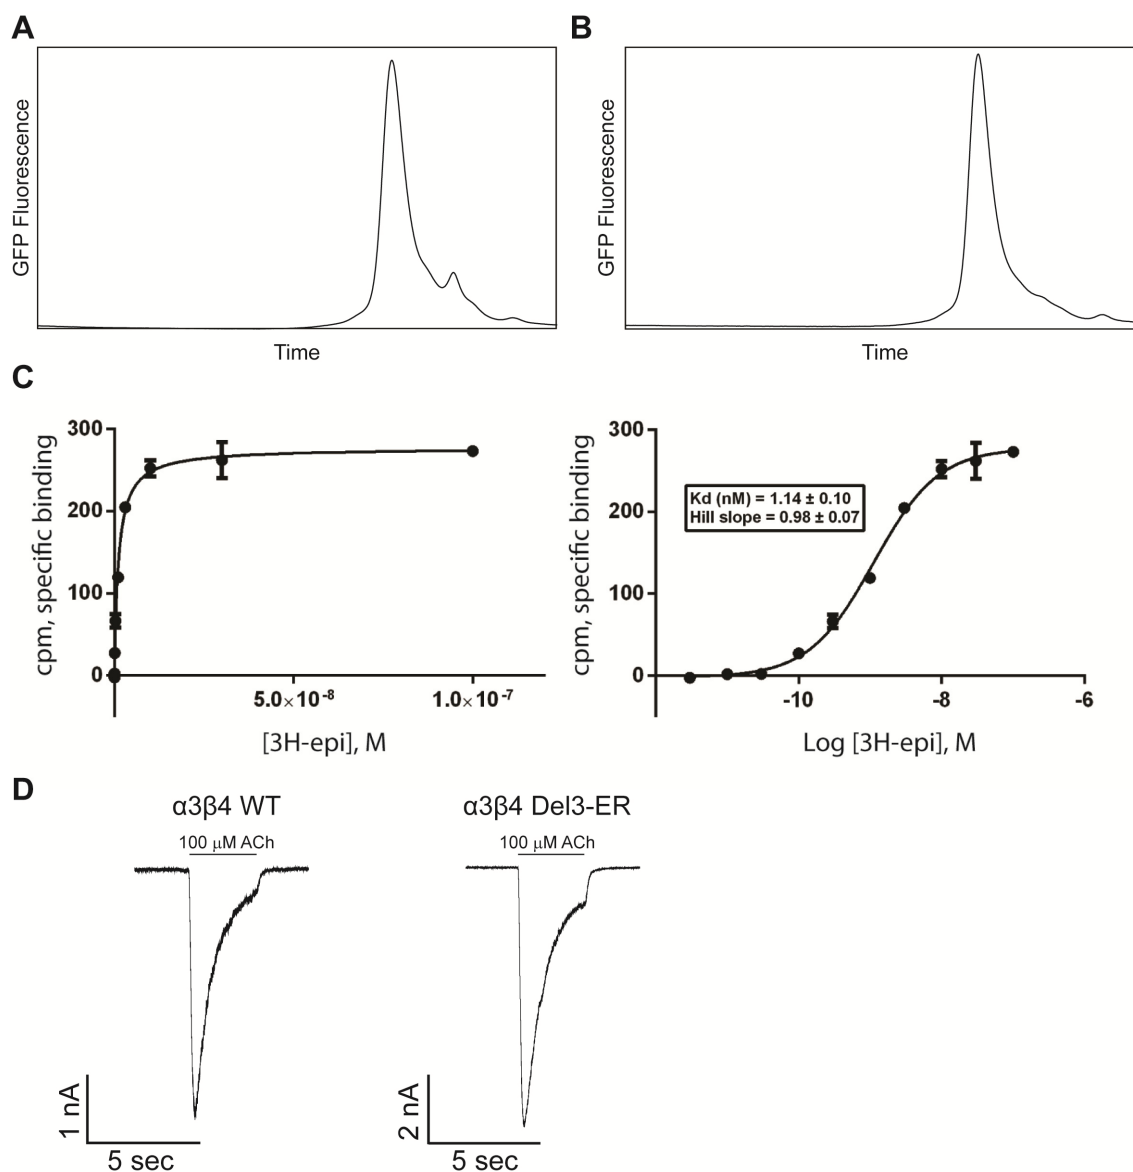 A
B
GFP Fluorescence
GFP Fluorescence
Time
Time
C
cpm, specific binding
300
200
100
0
5.0×10⁻⁸
1.0×10⁻⁷
[3H-epi], M
cpm, specific binding
300
200
100
0
Kd (nM) = 1.14 ± 0.10
Hill slope = 0.98 ± 0.07
-10
-8
-6
Log [3H-epi], M
D
α3β4 WT
α3β4 Del3-ER
100 µM ACh
100 µM ACh
1 nA
5 sec
2 nA
5 sec